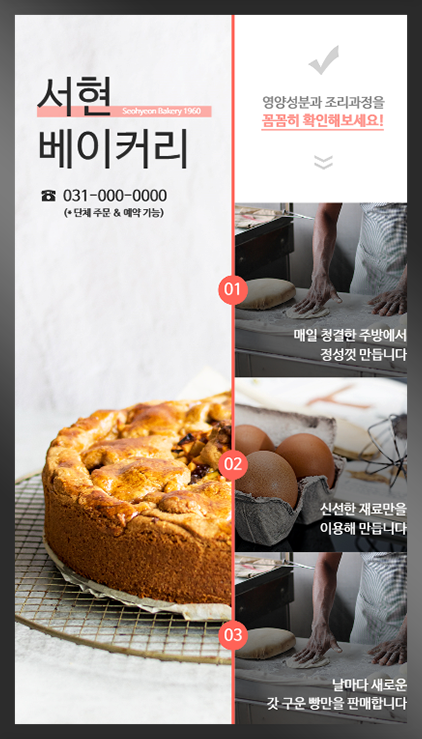 서현
Seohyeon Bakery 1960
베이커리
☎ 031-000-0000
(* 단체 주문 & 예약 가능)
영양성분과 조리과정을
꼼꼼히 확인해보세요!
01
매일 청결한 주방에서
정성껏 만듭니다
02
신선한 재료만을
이용해 만듭니다
03
날마다 새로운
갓 구운 빵만을 판매합니다